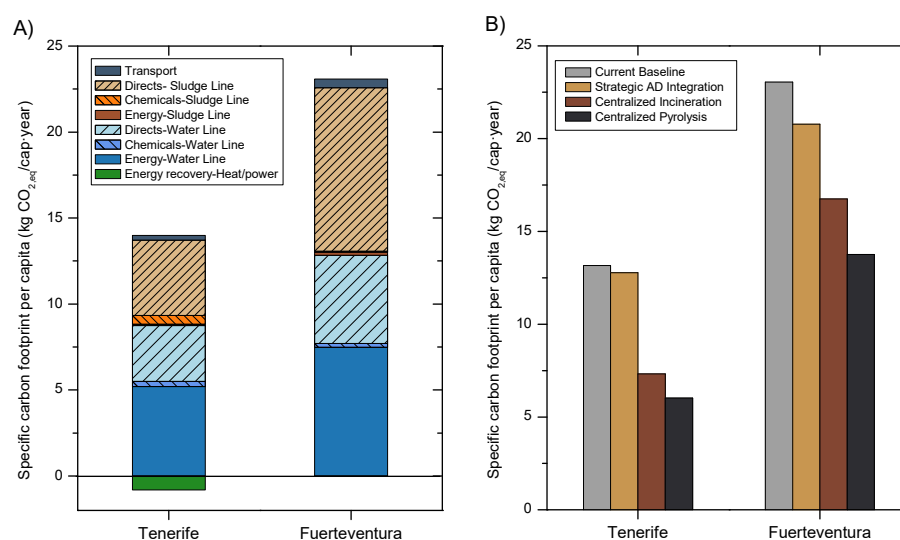 A)
Specific carbon footprint per capita (kg CO2,eq/cap·year)
25
20
15
10
5
0
Transport
Directs- Sludge Line
Chemicals-Sludge Line
Energy-Sludge Line
Directs-Water Line
Chemicals-Water Line
Energy-Water Line
Energy recovery-Heat/power
Tenerife
Fuerteventura
B)
Specific carbon footprint per capita (kg CO2,eq/cap·year)
25
20
15
10
5
0
Current Baseline
Strategic AD Integration
Centralized Incineration
Centralized Pyrolysis
Tenerife
Fuerteventura